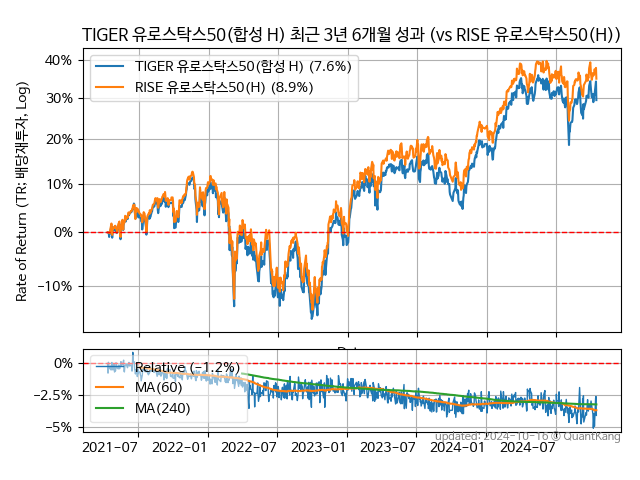 TIGER 유로스탁스50(합성 H) 최근 3년 6개월 성과 (vs RISE 유로스탁스50(H))
Rate of Return (TR: 배당재투자, Log)
40%
30%
20%
10%
0%
−10%
TIGER 유로스탁스50(합성 H) (7.6%)
RISE 유로스탁스50(H) (8.9%)
0%
−2.5%
−5%
Relative (−1.2%)
MA(60)
MA(240)
2021−07
2022−01
2022−07
2023−01
2023−07
2024−01
2024−07
updated: 2024−10−16 © QuantKang